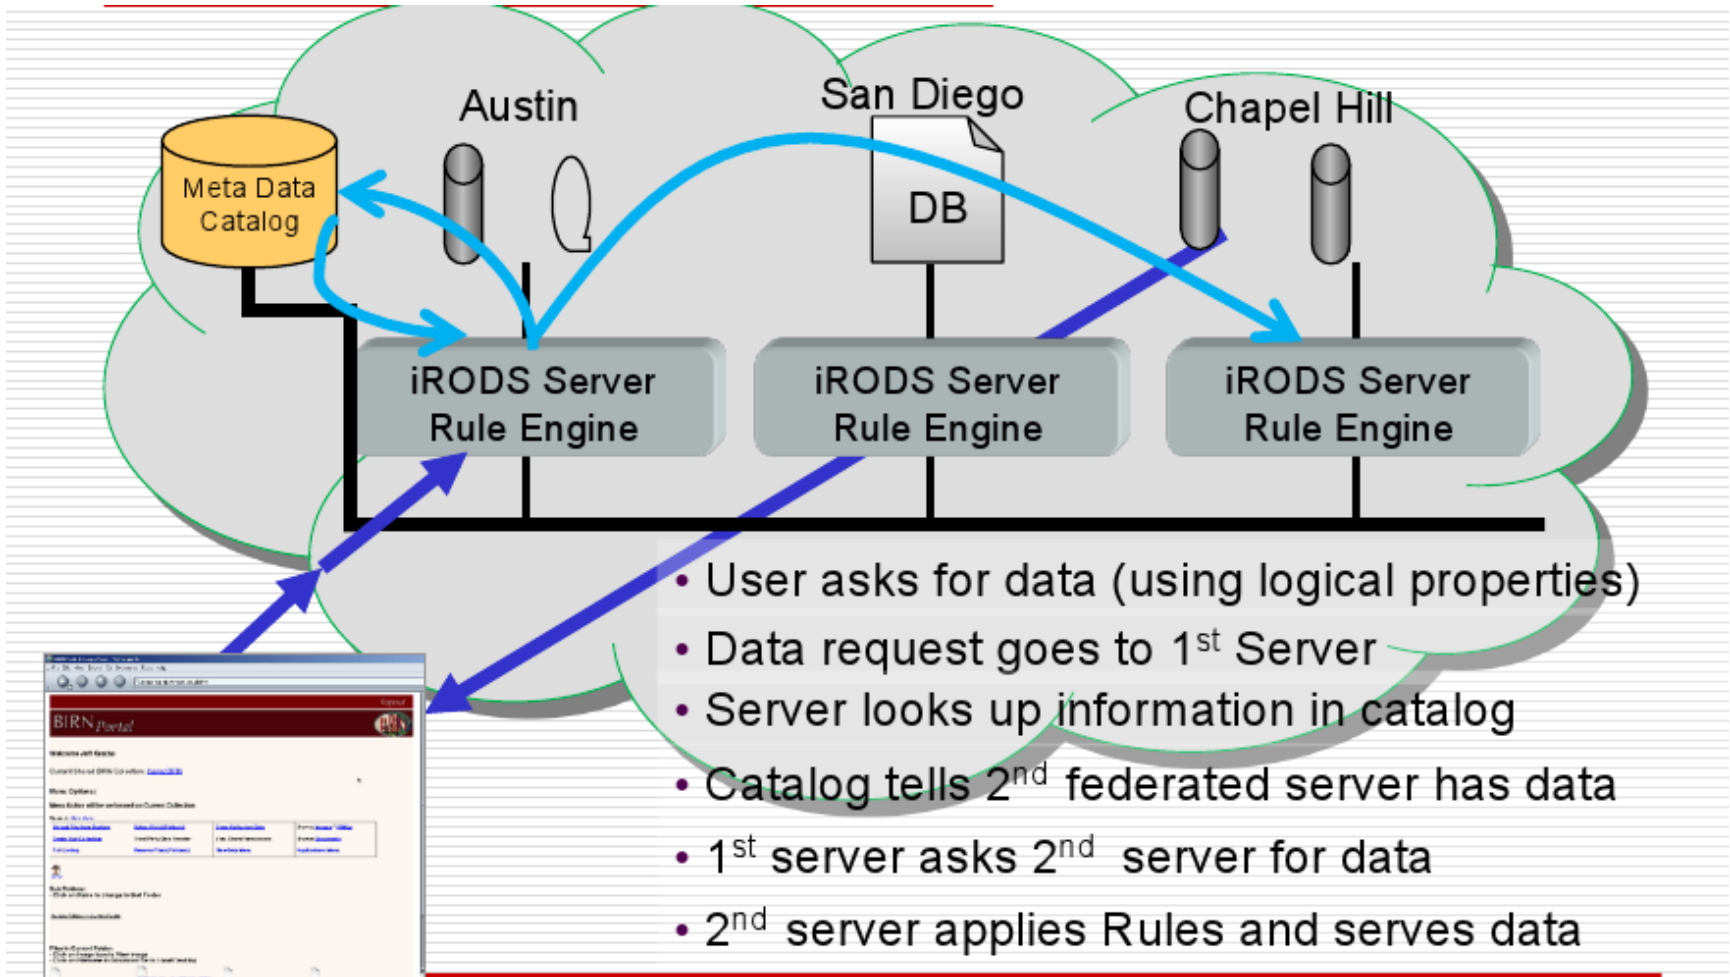 Austin
San Diego
Chapel Hill
Meta Data
Catalog
DB
iRODS Server
Rule Engine
iRODS Server
Rule Engine
iRODS Server
Rule Engine
• User asks for data (using logical properties)
• Data request goes to 1st Server
• Server looks up information in catalog
• Catalog tells 2nd federated server has data
• 1st server asks 2nd server for data
• 2nd server applies Rules and serves data
BIRN Portal